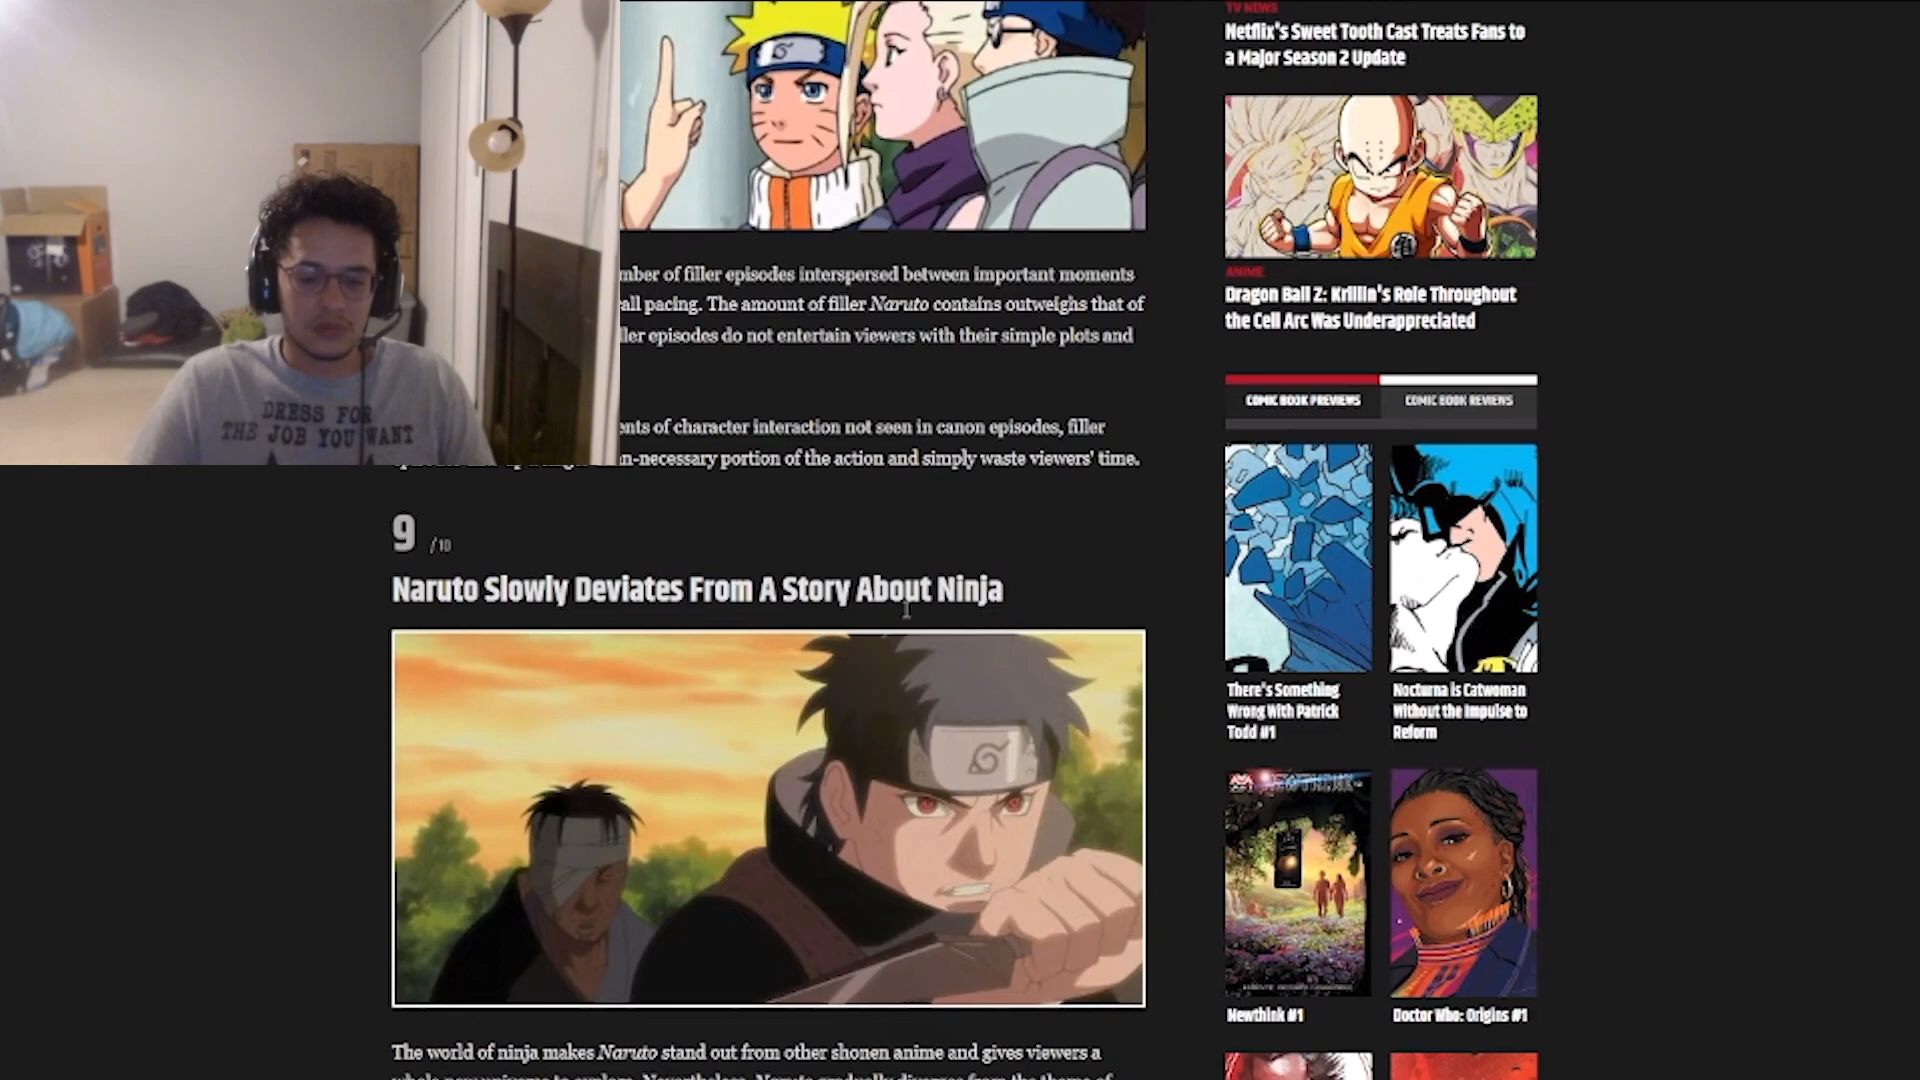 DRESS FOR
THE JOB YOU WANT
mber of filler episodes interspersed between important moments
all pacing. The amount of filler Naruto contains outweighs that of
ller episodes do not entertain viewers with their simple plots and
ents of character interaction not seen in canon episodes, filler
n-necessary portion of the action and simply waste viewers' time.
9 /10
Naruto Slowly Deviates From A Story About Ninja
The world of ninja makes Naruto stand out from other shonen anime and gives viewers a
TV NEWS
Netflix's Sweet Tooth Cast Treats Fans to
a Major Season 2 Update
ANIME
Dragon Ball Z: Krillin's Role Throughout
the Cell Arc Was Underappreciated
COMIC BOOK PREVIEWS
COMIC BOOK REVIEWS
There's Something
Wrong With Patrick
Todd #1
Nocturna is Catwoman
Without the Impulse to
Reform
NEWTHINK
Newthink #1
Doctor Who: Origins #1